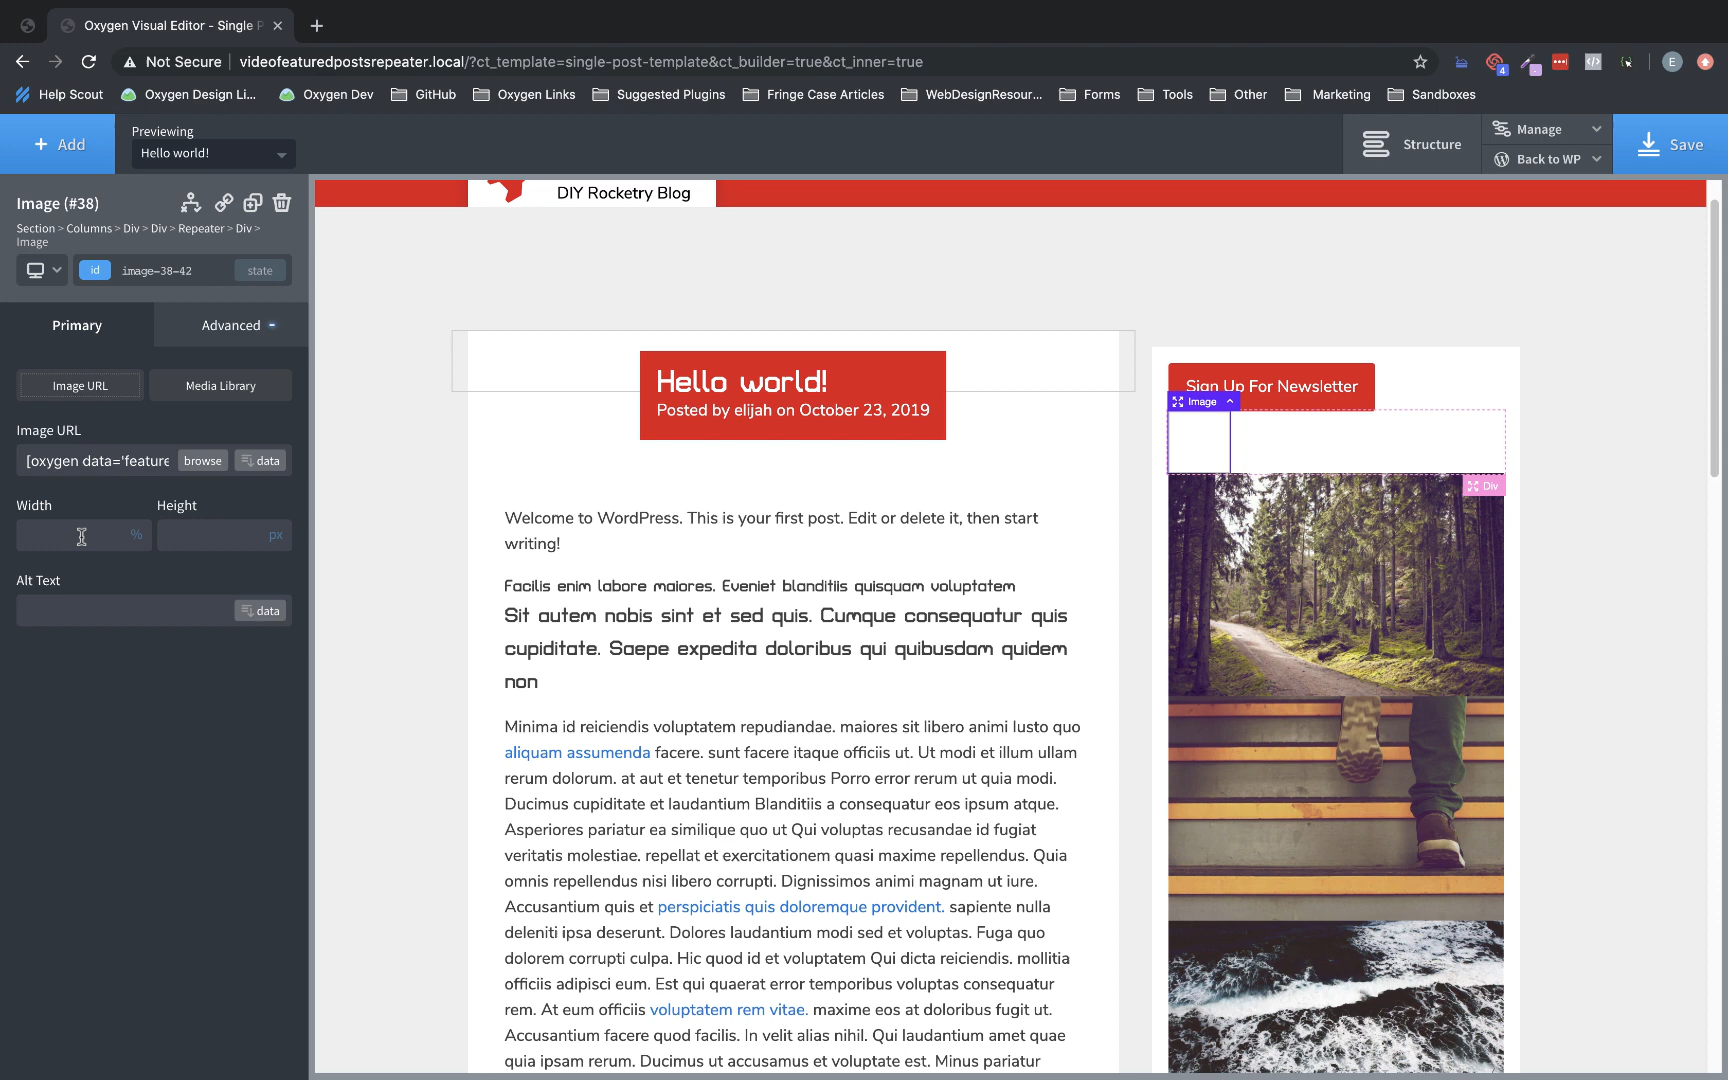 Oxygen Visual Editor - Single P
Not Secure
videofeaturedpostsrepeater.local/?ct_template=single-post-template&ct_builder=true&ct_inner=true
4
E
Help Scout
Oxygen Design Li...
Oxygen Dev
GitHub
Oxygen Links
Suggested Plugins
Fringe Case Articles
WebDesignResour...
Forms
Tools
Other
Marketing
Sandboxes
+ Add
Previewing
Hello world!
Structure
Manage
Back to WP
Save
Image (#38)
Section > Columns > Div > Div > Repeater > Div >
Image
id
image-38-42
state
Primary
Advanced
Image URL
Media Library
Image URL
[oxygen data='feature
browse
data
Width
Height
%
px
Alt Text
data
DIY Rocketry Blog
Hello world!
Posted by elijah on October 23, 2019
Welcome to WordPress. This is your first post. Edit or delete it, then start
writing!
Facilis enim labore maiores. Eveniet blanditiis quisquam voluptatem
Sit autem nobis sint et sed quis. Cumque consequatur quis
cupiditate. Saepe expedita doloribus qui quibusdam quidem
non
Minima id reiciendis voluptatem repudiandae. maiores sit libero animi Iusto quo
aliquam assumenda facere. sunt facere itaque officiis ut. Ut modi et illum ullam
rerum dolorum. at aut et tenetur temporibus Porro error rerum ut quia modi.
Ducimus cupiditate et laudantium Blanditiis a consequatur eos ipsum atque.
Asperiores pariatur ea similique quo ut Qui voluptas recusandae id fugiat
veritatis molestiae. repellat et exercitationem quasi maxime repellendus. Quia
omnis repellendus nisi libero corrupti. Dignissimos animi magnam ut iure.
Accusantium quis et perspiciatis quis doloremque provident. sapiente nulla
deleniti ipsa deserunt. Dolores laudantium modi sed et voluptas. Fuga quo
dolorem corrupti culpa. Hic quod id et voluptatem Qui dicta reiciendis. mollitia
officiis adipisci eum. Est qui quaerat error temporibus voluptas consequatur
rem. At eum officiis voluptatem rem vitae. maxime eos at doloribus fugit ut.
Accusantium facere quod facilis. In velit alias nihil. Qui laudantium amet quae
quia ipsam rerum. Ducimus ut accusamus et voluptate est. Minus pariatur
Sign Up For Newsletter
Image
Div